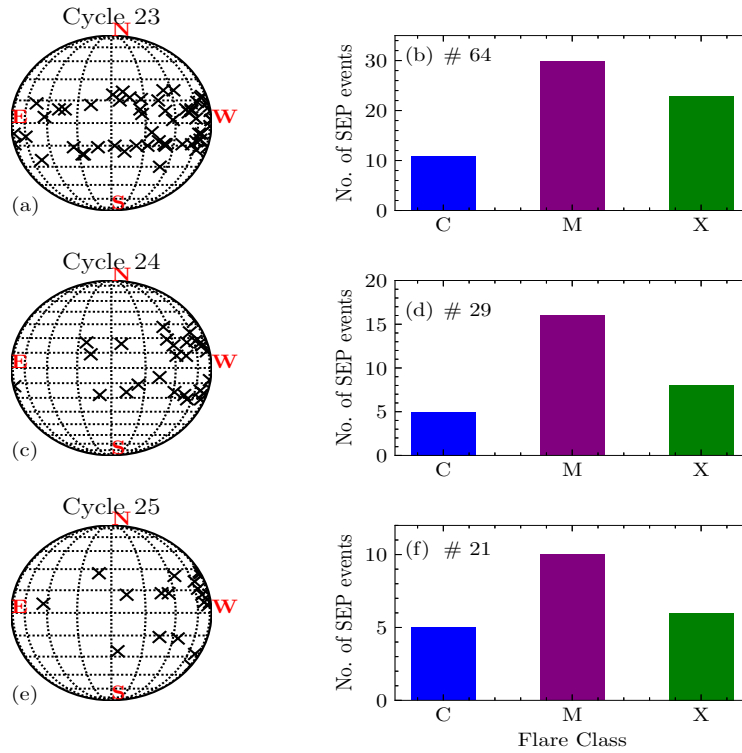 Cycle 23
N
E
W
S
(a)
(b) # 64
No. of SEP events
30
20
10
0
C M X
Cycle 24
N
E
W
S
(c)
(d) # 29
No. of SEP events
20
15
10
5
0
C M X
Cycle 25
N
E
W
S
(e)
(f) # 21
No. of SEP events
10
5
0
C M X
Flare Class